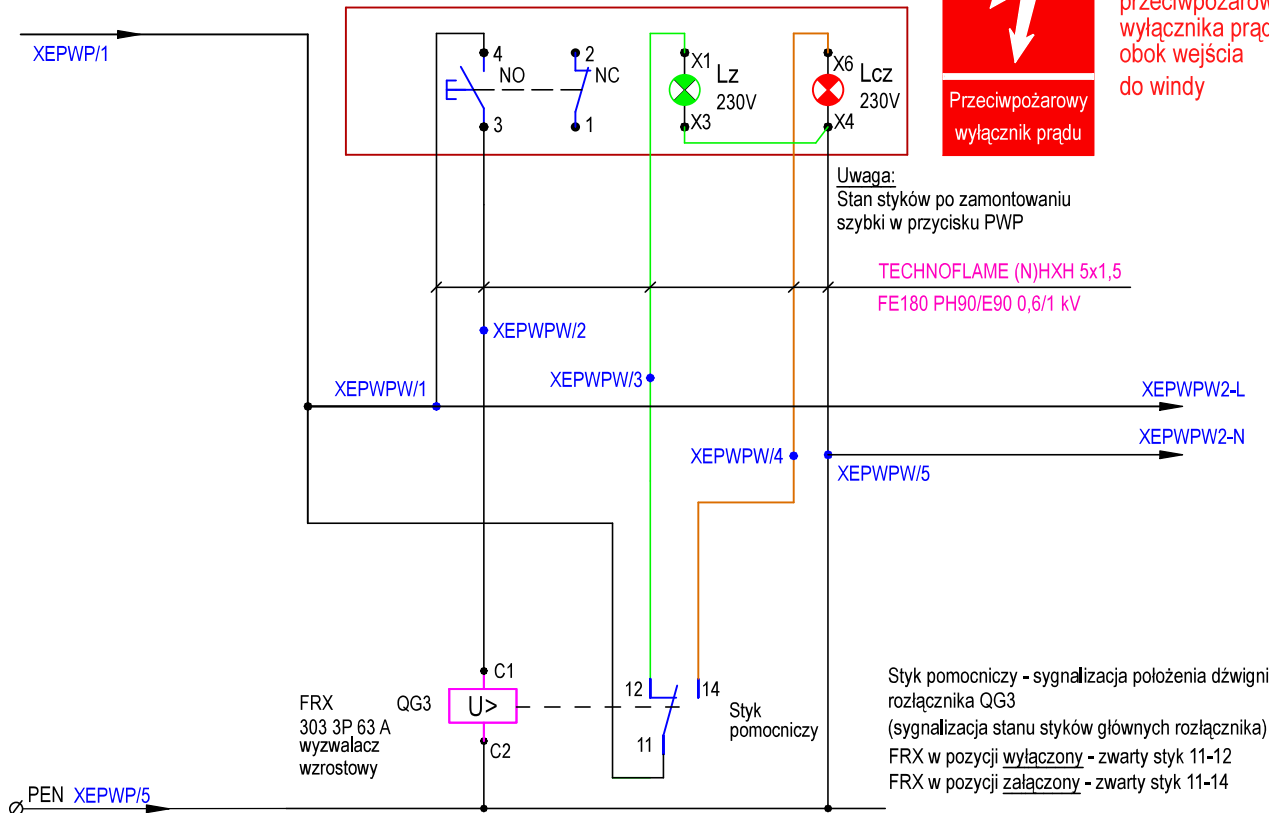 XEPWP/1
4
NO
3
2
NC
1
X1
Lz
230V
X3
X6
Lcz
230V
X4
Przeciwpożarowy
wyłącznik prądu
wyłącznika
obok wejścia
do windy
Uwaga:
Stan styków po zamontowaniu
szybki w przycisku PWP
TECHNOFLAME (N)HXH 5x1,5
FE180 PH90/E90 0,6/1 kV
XEPWPW/2
XEPWPW/1
XEPWPW/3
XEPWPW2-L
XEPWPW2-N
XEPWPW/4
XEPWPW/5
FRX
303 3P 63 A
wyzwalacz
wzrostowy
QG3
C1
U>
C2
12
14
11
Styk
pomocniczy
Styk pomocniczy - sygnalizacja położenia dźwigni
rozłącznika QG3
(sygnalizacja stanu styków głównych rozłącznika)
FRX w pozycji wyłączony - zwarty styk 11-12
FRX w pozycji załączony - zwarty styk 11-14
PEN XEPWP/5